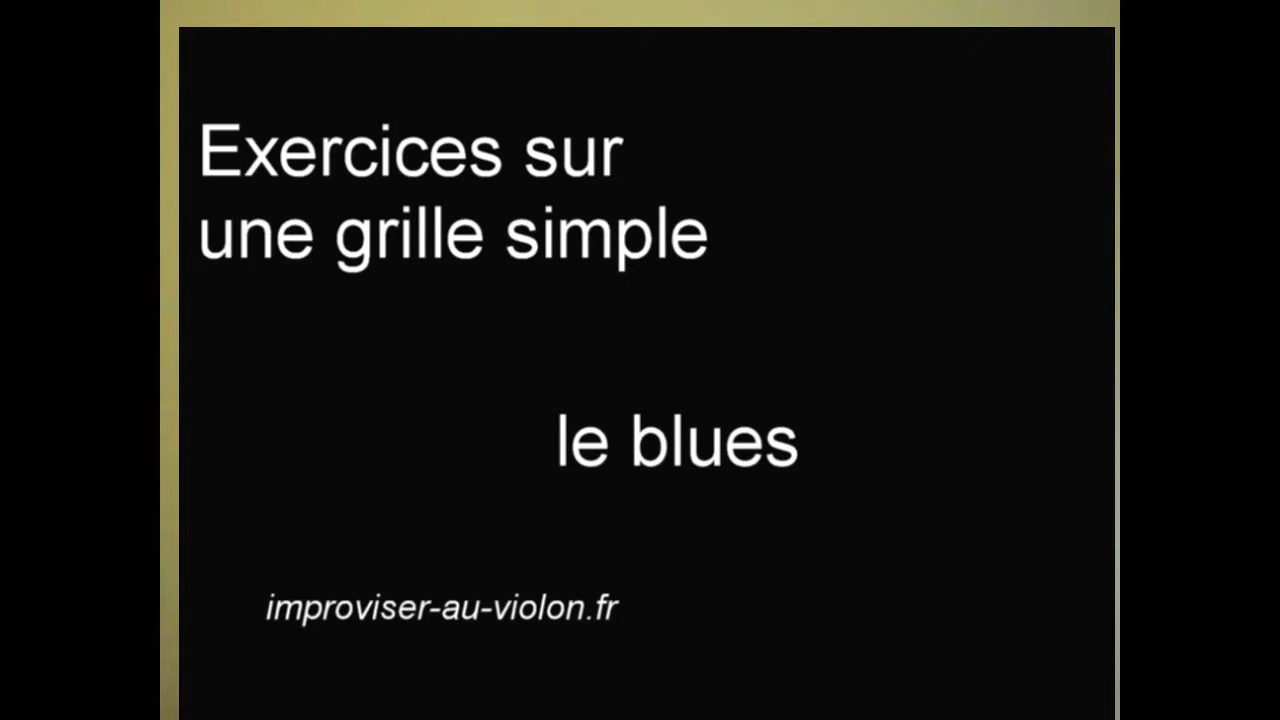 Exercices sur
une grille simple
le blues
improviser-au-violon.fr